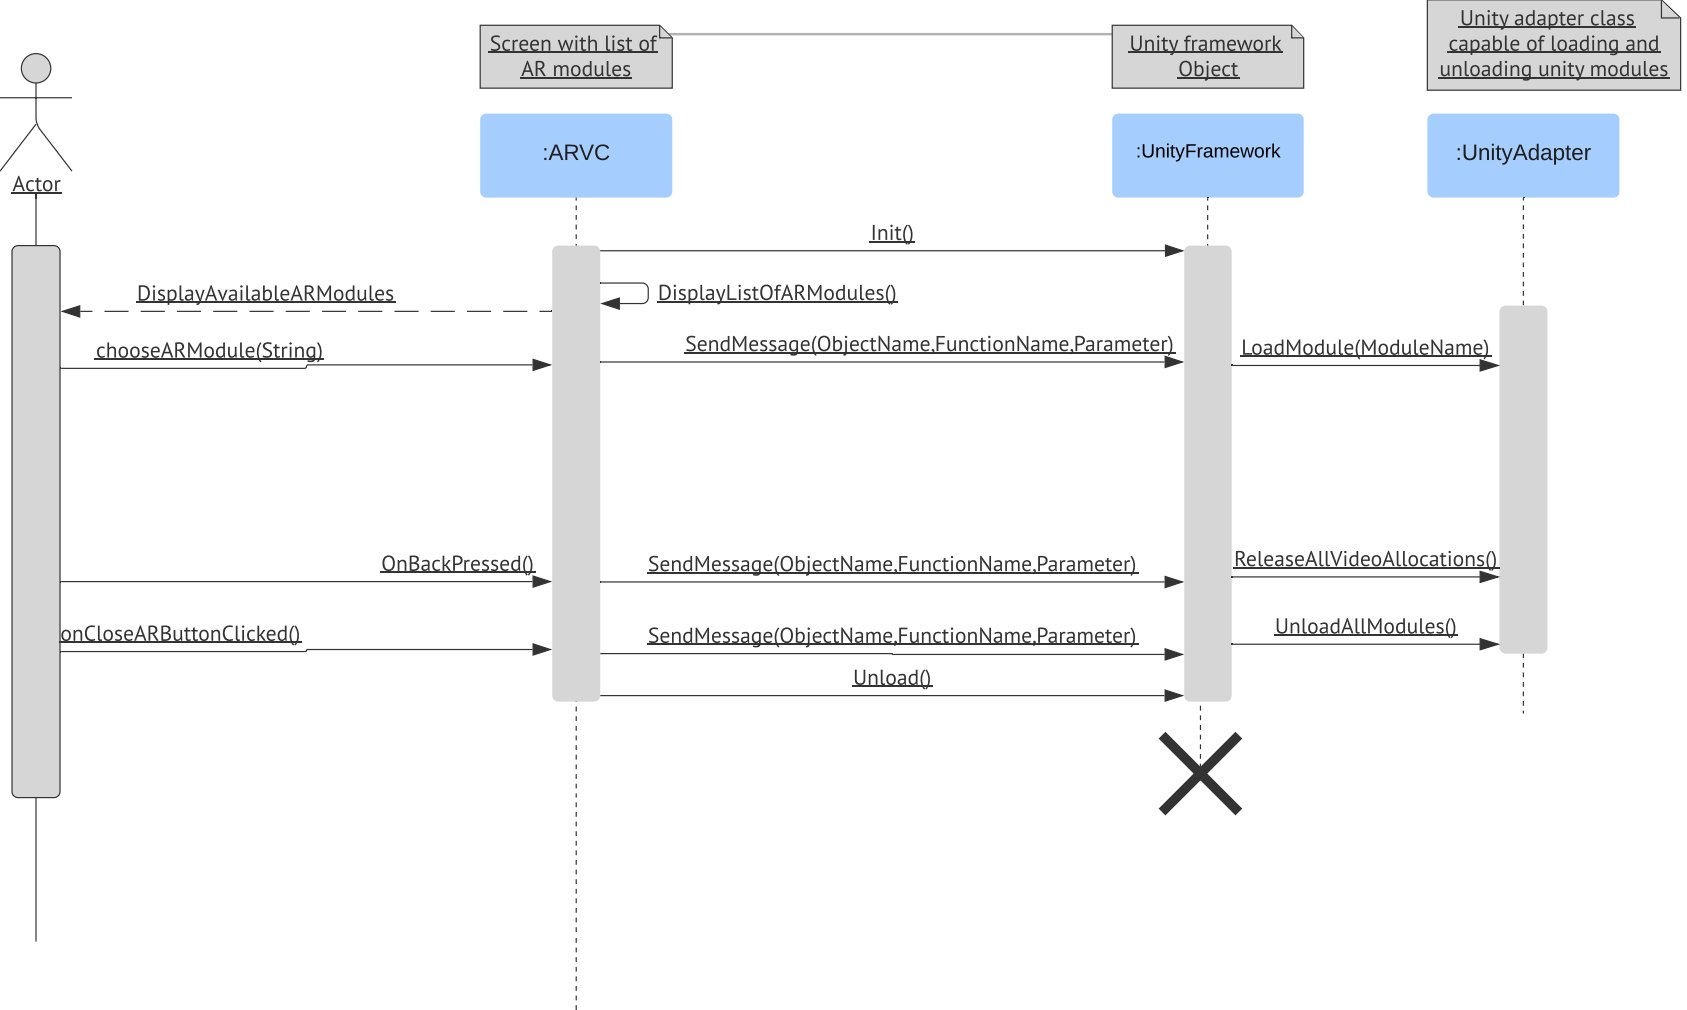 Unity adapter class
capable of loading and
unloading unity modules
Screen with list of
AR modules
Unity framework
Object
:ARVC
:UnityFramework
:UnityAdapter
Actor
Init()
DisplayAvailableARModules
DisplayListOfARModules()
chooseARModule(String)
SendMessage(ObjectName,FunctionName,Parameter)
LoadModule(ModuleName)
OnBackPressed()
SendMessage(ObjectName,FunctionName,Parameter)
ReleaseAllVideoAllocations()
onCloseARButtonClicked()
SendMessage(ObjectName,FunctionName,Parameter)
UnloadAllModules()
Unload()